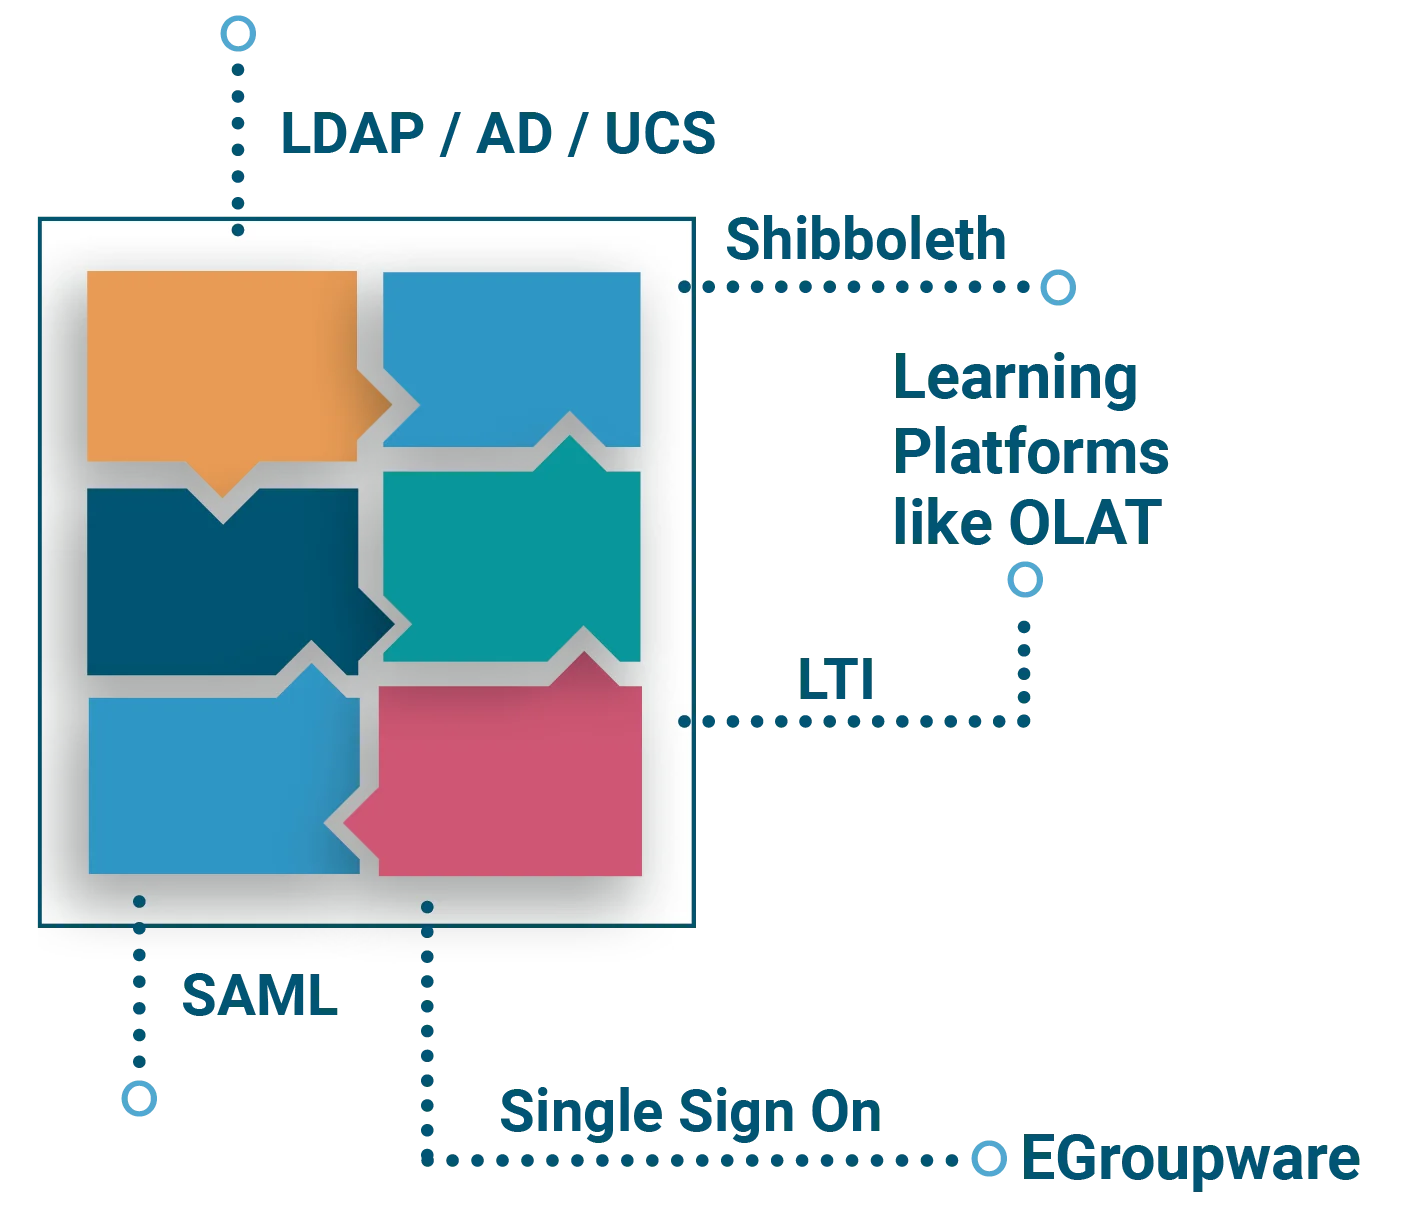 LDAP / AD / UCS
Shibboleth
Learning
Platforms
like OLAT
LTI
SAML
Single Sign On
EGroupware